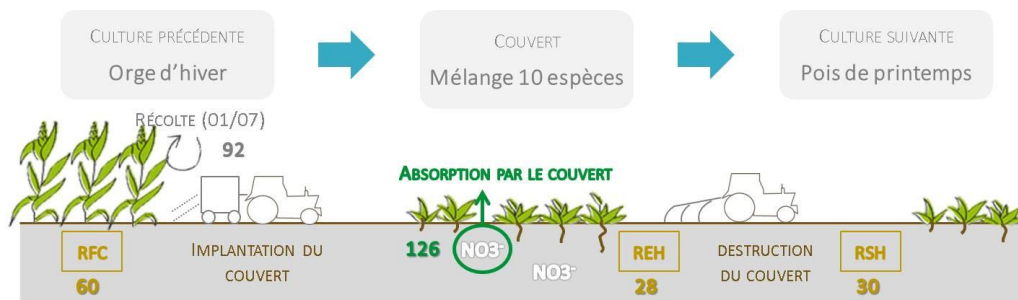 CULTURE PRÉCÉDENTE
Orge d'hiver
COUVERT
Mélange 10 espèces
CULTURE SUIVANTE
Pois de printemps
RÉCOLTE (01/07)
92
ABSORPTION PAR LE COUVERT
RFC
60
IMPLANTATION DU
COUVERT
126
NO3-
NO3-
REH
28
DESTRUCTION
DU COUVERT
RSH
30